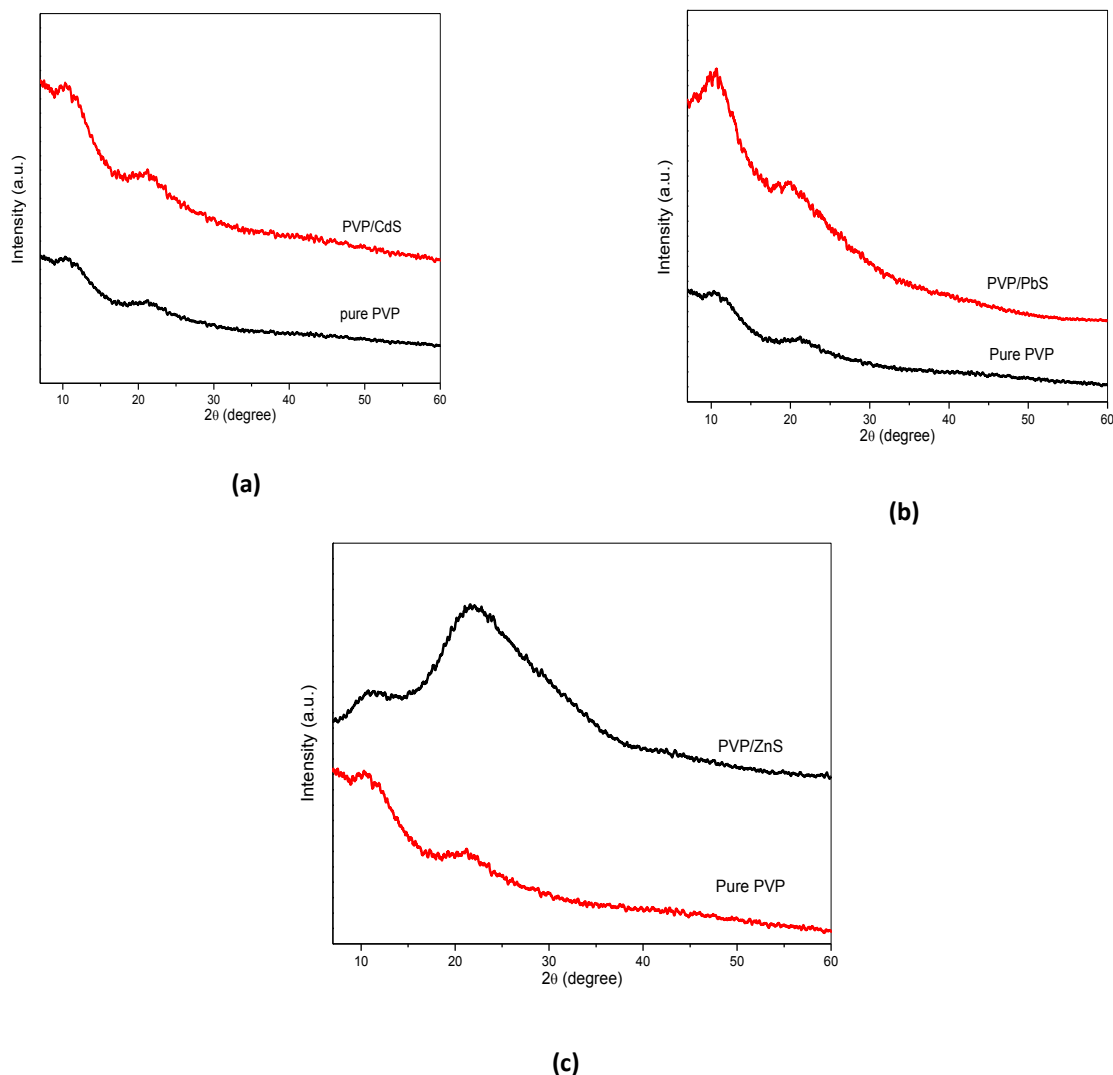 Intensity (a.u.)
PVP/CdS
pure PVP
10 20 30 40 50 60
2θ (degree)
(a)
Intensity (a.u.)
PVP/PbS
Pure PVP
10 20 30 40 50 60
2θ (degree)
(b)
Intensity (a.u.)
PVP/ZnS
Pure PVP
10 20 30 40 50 60
2θ (degree)
(c)